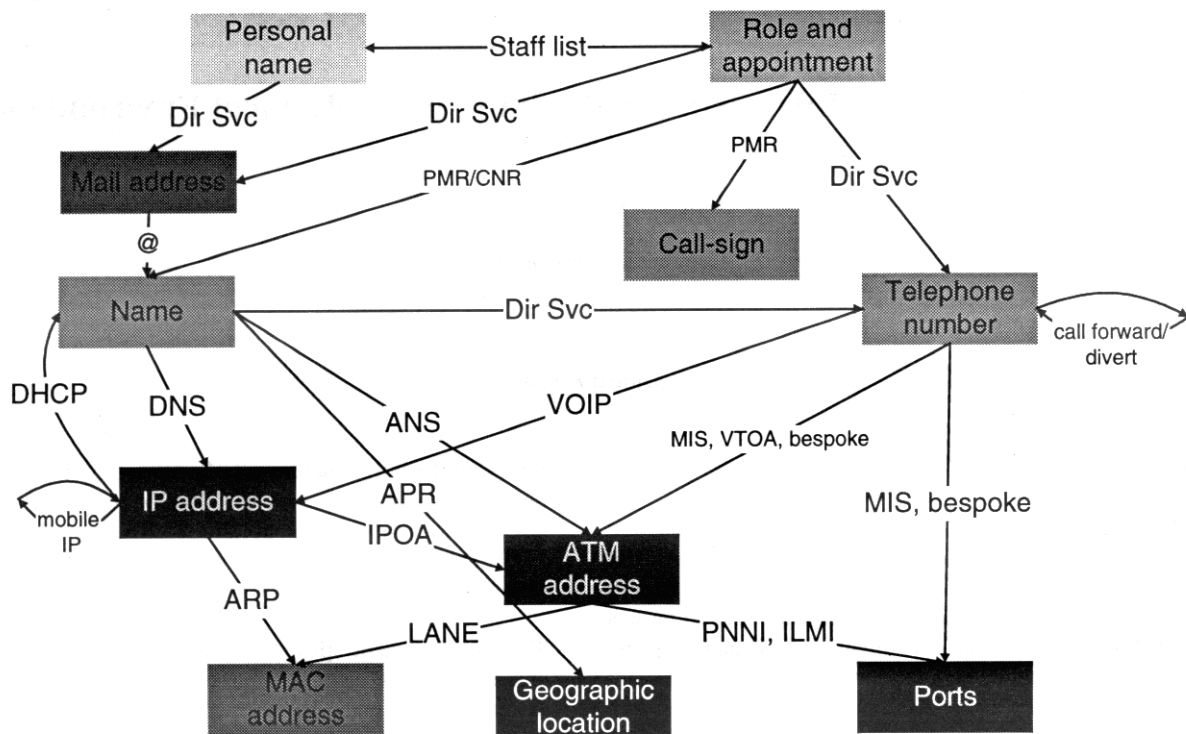 Personal
name
Staff list
Role and
appointment
Dir Svc
Dir Svc
PMR
Mail address
PMR/CNR
Dir Svc
@
Call-sign
Name
Dir Svc
Telephone
number
call forward/
divert
DHCP
DNS
ANS
VOIP
MIS, VTOA, bespoke
IP address
APR
MIS, bespoke
mobile
IP
IPOA
ATM
address
ARP
LANE
PNNI, ILMI
MAC
address
Geographic
location
Ports